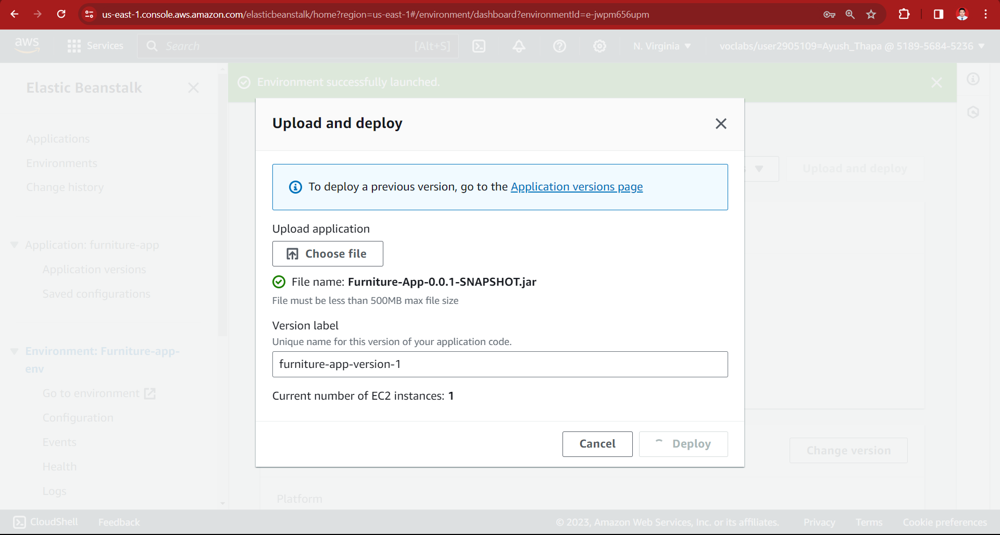 us-east-1.console.aws.amazon.com/elasticbeanstalk/home?region=us-east-1#/environment/dashboard?environmentId=e-jwpm656upm
aws
Services
Search
[Alt+S]
N. Virginia
voclabs/user2905109=Ayush_Thapa @ 5189-5684-5236
Elastic Beanstalk
Environment successfully launched.
Applications
Environments
Change history
Application: furniture-app
Application versions
Saved configurations
Environment: Furniture-app-
env
Go to environment
Configuration
Events
Health
Logs
Upload and deploy
Upload and deploy
To deploy a previous version, go to the Application versions page
Upload application
Choose file
File name: Furniture-App-0.0.1-SNAPSHOT.jar
File must be less than 500MB max file size
Version label
Unique name for this version of your application code.
furniture-app-version-1
Current number of EC2 instances: 1
Cancel
Deploy
Change version
Platform
CloudShell
Feedback
© 2023, Amazon Web Services, Inc. or its affiliates.
Privacy
Terms
Cookie preferences